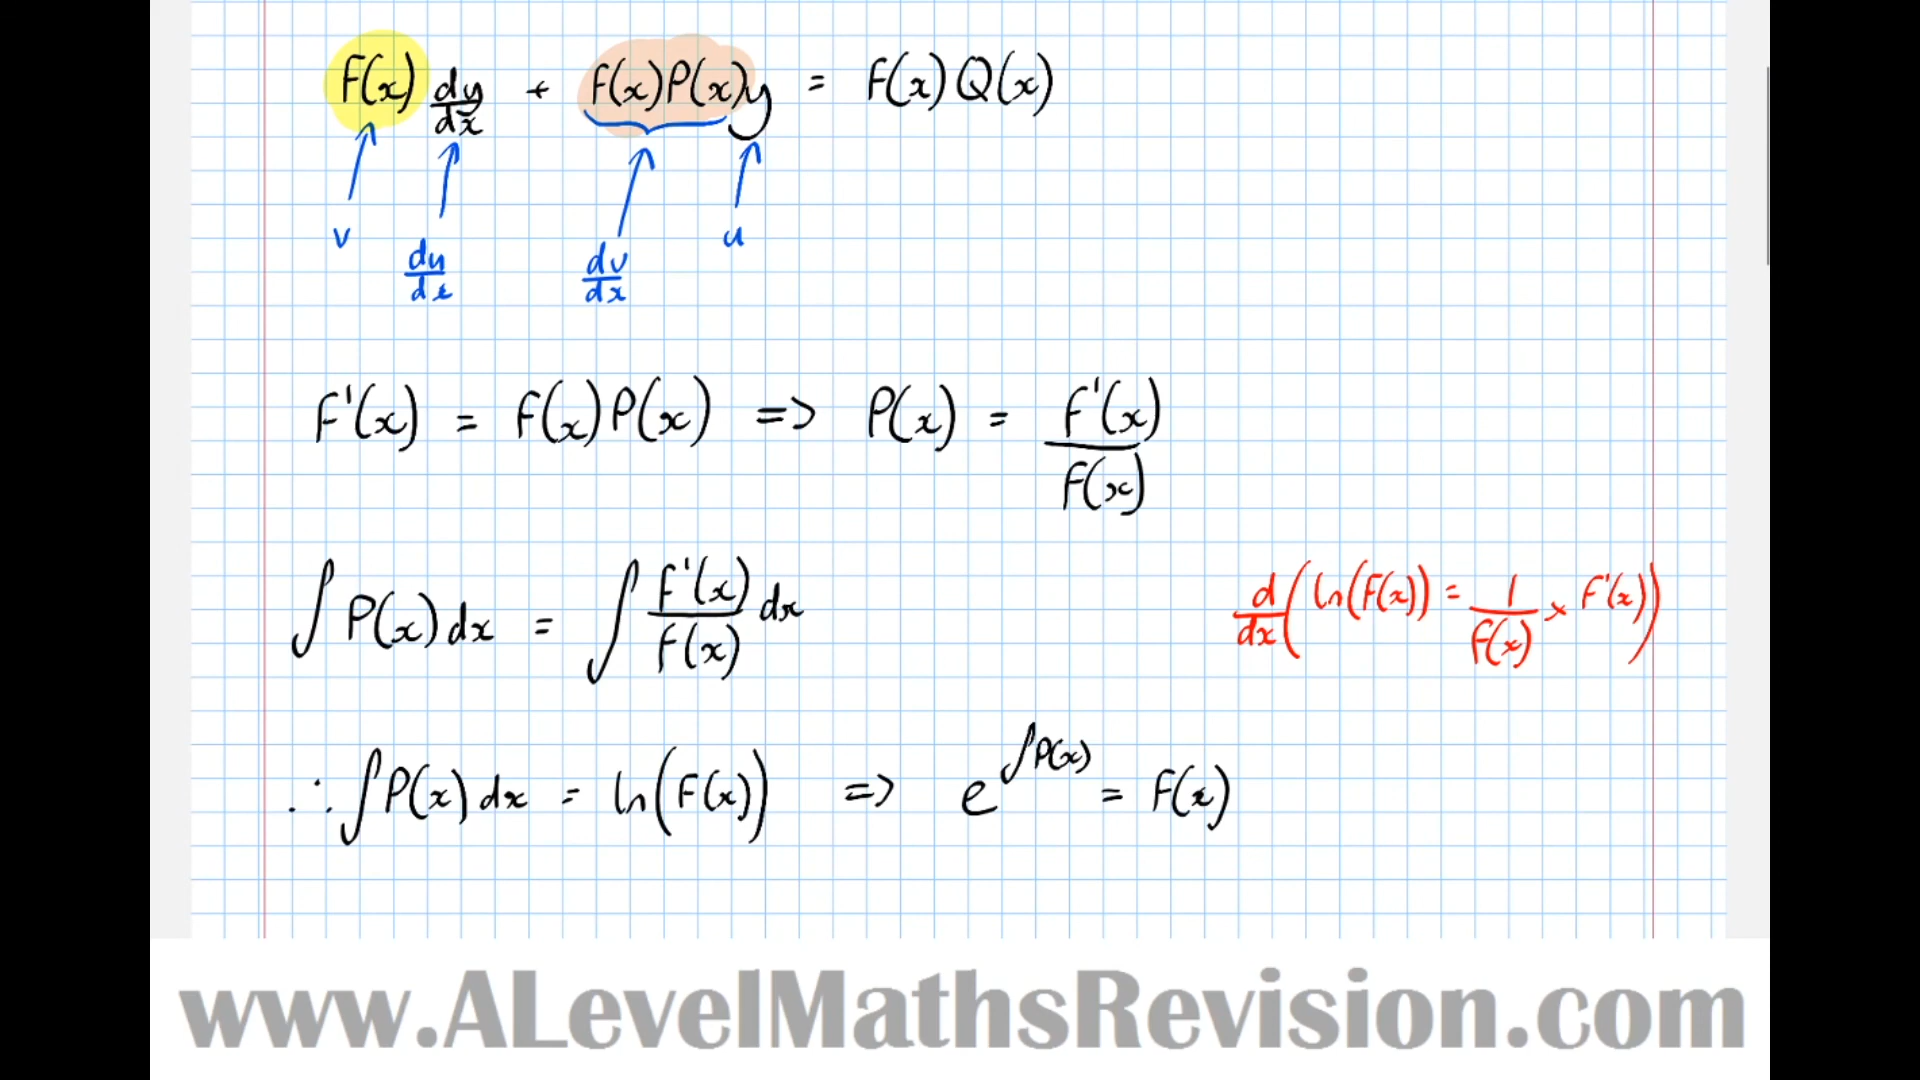 F(x) dy/dx + F(x)P(x)y = F(x)Q(x)
v du/dx dv/dx u
F'(x) = F(x)P(x) => P(x) = F'(x)/F(x)
∫P(x)dx = ∫F'(x)/F(x) dx d/dx(ln(F(x)) = 1/F(x) × F'(x))
∴ ∫P(x)dx = ln(F(x)) => e^∫P(x) = F(x)
www.ALevelMathsRevision.com